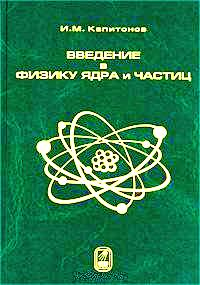 И.М. Капитонов
ВВЕДЕНИЕ
В
ФИЗИКУ ЯДРА И ЧАСТИЦ